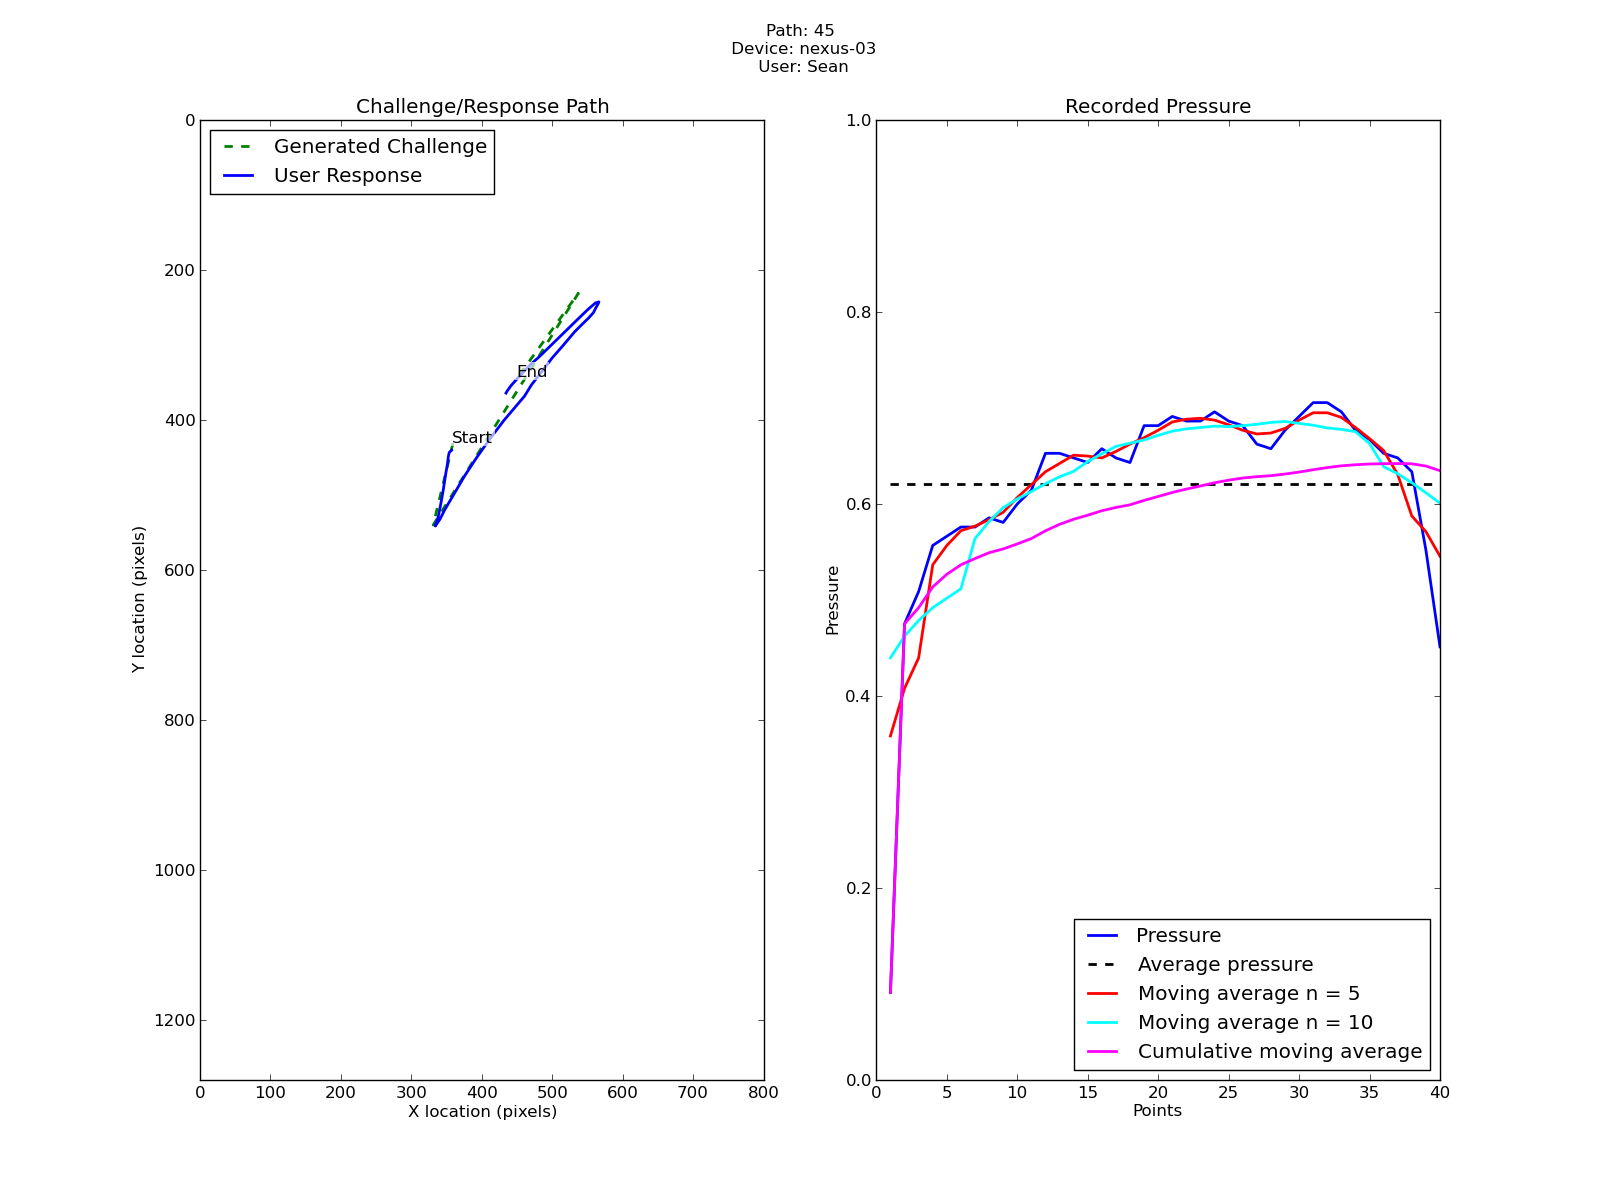 Path: 45
Device: nexus-03
User: Sean
Challenge/Response Path
Generated Challenge
User Response
Start
End
0
200
400
600
800
1000
1200
Y location (pixels)
0 100 200 300 400 500 600 700 800
X location (pixels)
Recorded Pressure
1.0
0.8
0.6
0.4
0.2
0.0
Pressure
Pressure
Average pressure
Moving average n = 5
Moving average n = 10
Cumulative moving average
0 5 10 15 20 25 30 35 40
Points